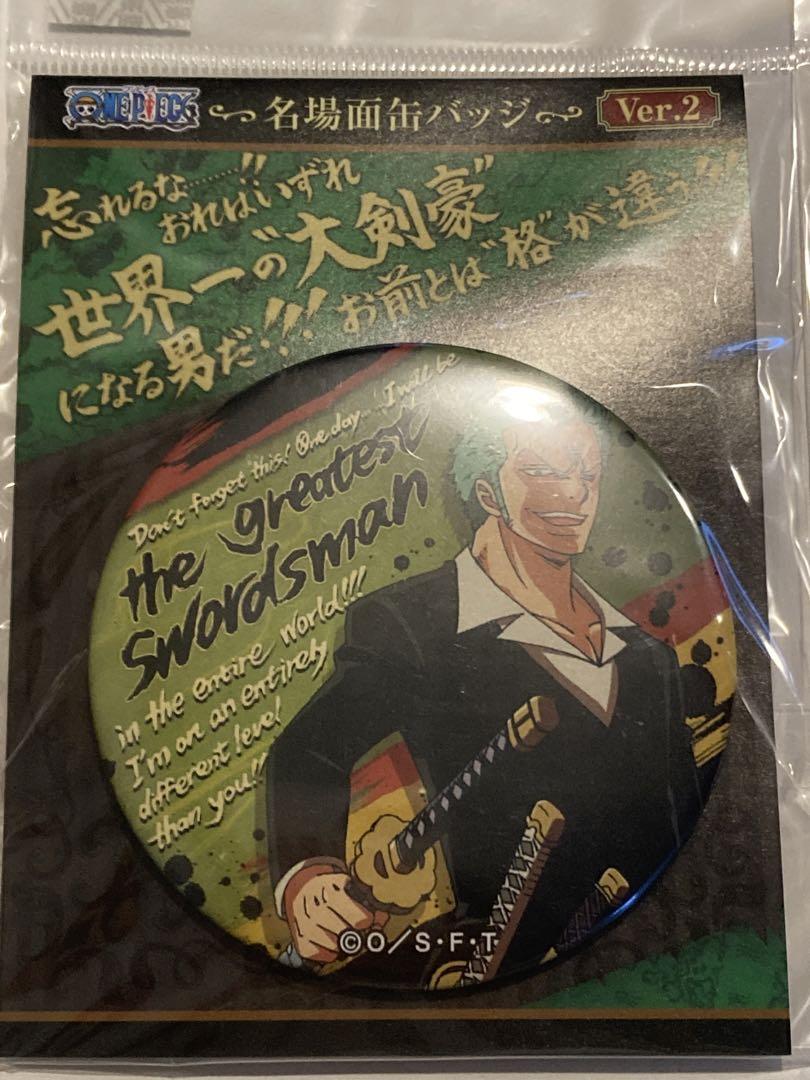 ONE PIECE
名場面缶バッジ
Ver.2
忘れるな……!!
おれはいずれ
世界一の“大剣豪”
になる男だ!!!
お前とは“格”が違う!!
Don't forget this! One day... I will be
the greatest
swordsman
in the entire world!!!
I'm on an entirely
different level
than you!!
©O/S・F・T